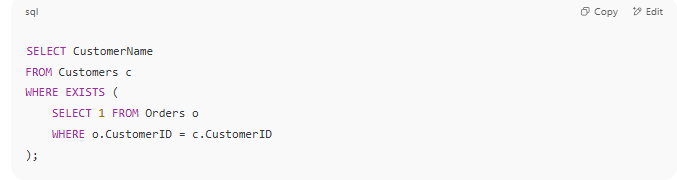 sql Copy Edit
SELECT CustomerName
FROM Customers c
WHERE EXISTS (
    SELECT 1 FROM Orders o
    WHERE o.CustomerID = c.CustomerID
);